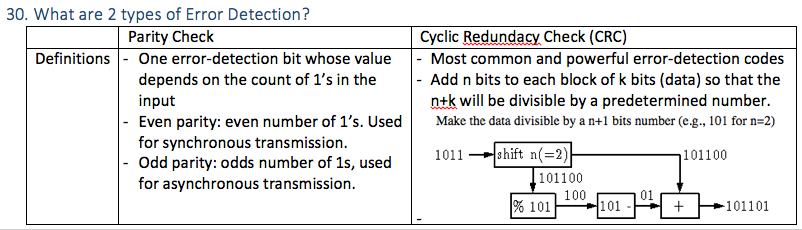 30. What are 2 types of Error Detection?
Parity Check
Cyclic Redundacy Check (CRC)
Definitions
- One error-detection bit whose value
depends on the count of 1's in the
input
- Even parity: even number of 1's. Used
for synchronous transmission.
- Odd parity: odds number of 1s, used
for asynchronous transmission.
- Most common and powerful error-detection codes
- Add n bits to each block of k bits (data) so that the
n+k will be divisible by a predetermined number.
Make the data divisible by a n+1 bits number (e.g., 101 for n=2)
1011
shift n(=2)
101100
101100
% 101
100
101 -
01
+
101101
-